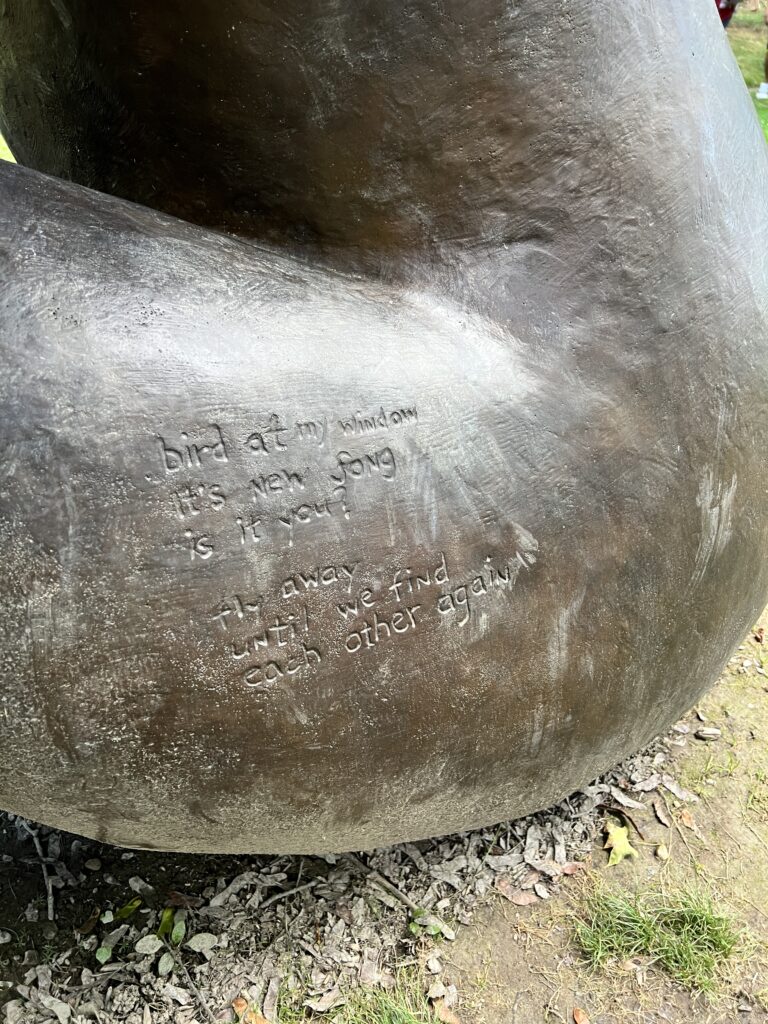 bird at my window
it's new song
is it you?
fly away
until we find
each other again